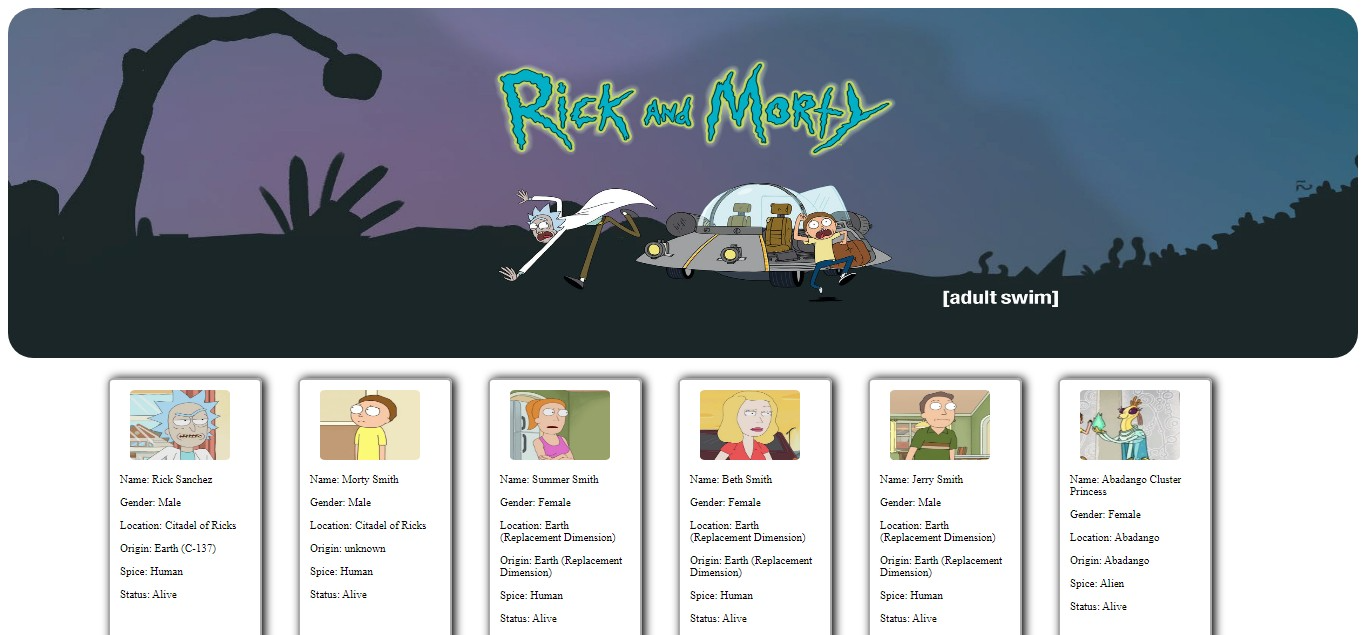 Rick and Morty
[adult swim]
Name: Rick Sanchez
Gender: Male
Location: Citadel of Ricks
Origin: Earth (C-137)
Spice: Human
Status: Alive
Name: Morty Smith
Gender: Male
Location: Citadel of Ricks
Origin: unknown
Spice: Human
Status: Alive
Name: Summer Smith
Gender: Female
Location: Earth
(Replacement Dimension)
Origin: Earth (Replacement
Dimension)
Spice: Human
Status: Alive
Name: Beth Smith
Gender: Female
Location: Earth
(Replacement Dimension)
Origin: Earth (Replacement
Dimension)
Spice: Human
Status: Alive
Name: Jerry Smith
Gender: Male
Location: Earth
(Replacement Dimension)
Origin: Earth (Replacement
Dimension)
Spice: Human
Status: Alive
Name: Abadango Cluster
Princess
Gender: Female
Location: Abadango
Origin: Abadango
Spice: Alien
Status: Alive